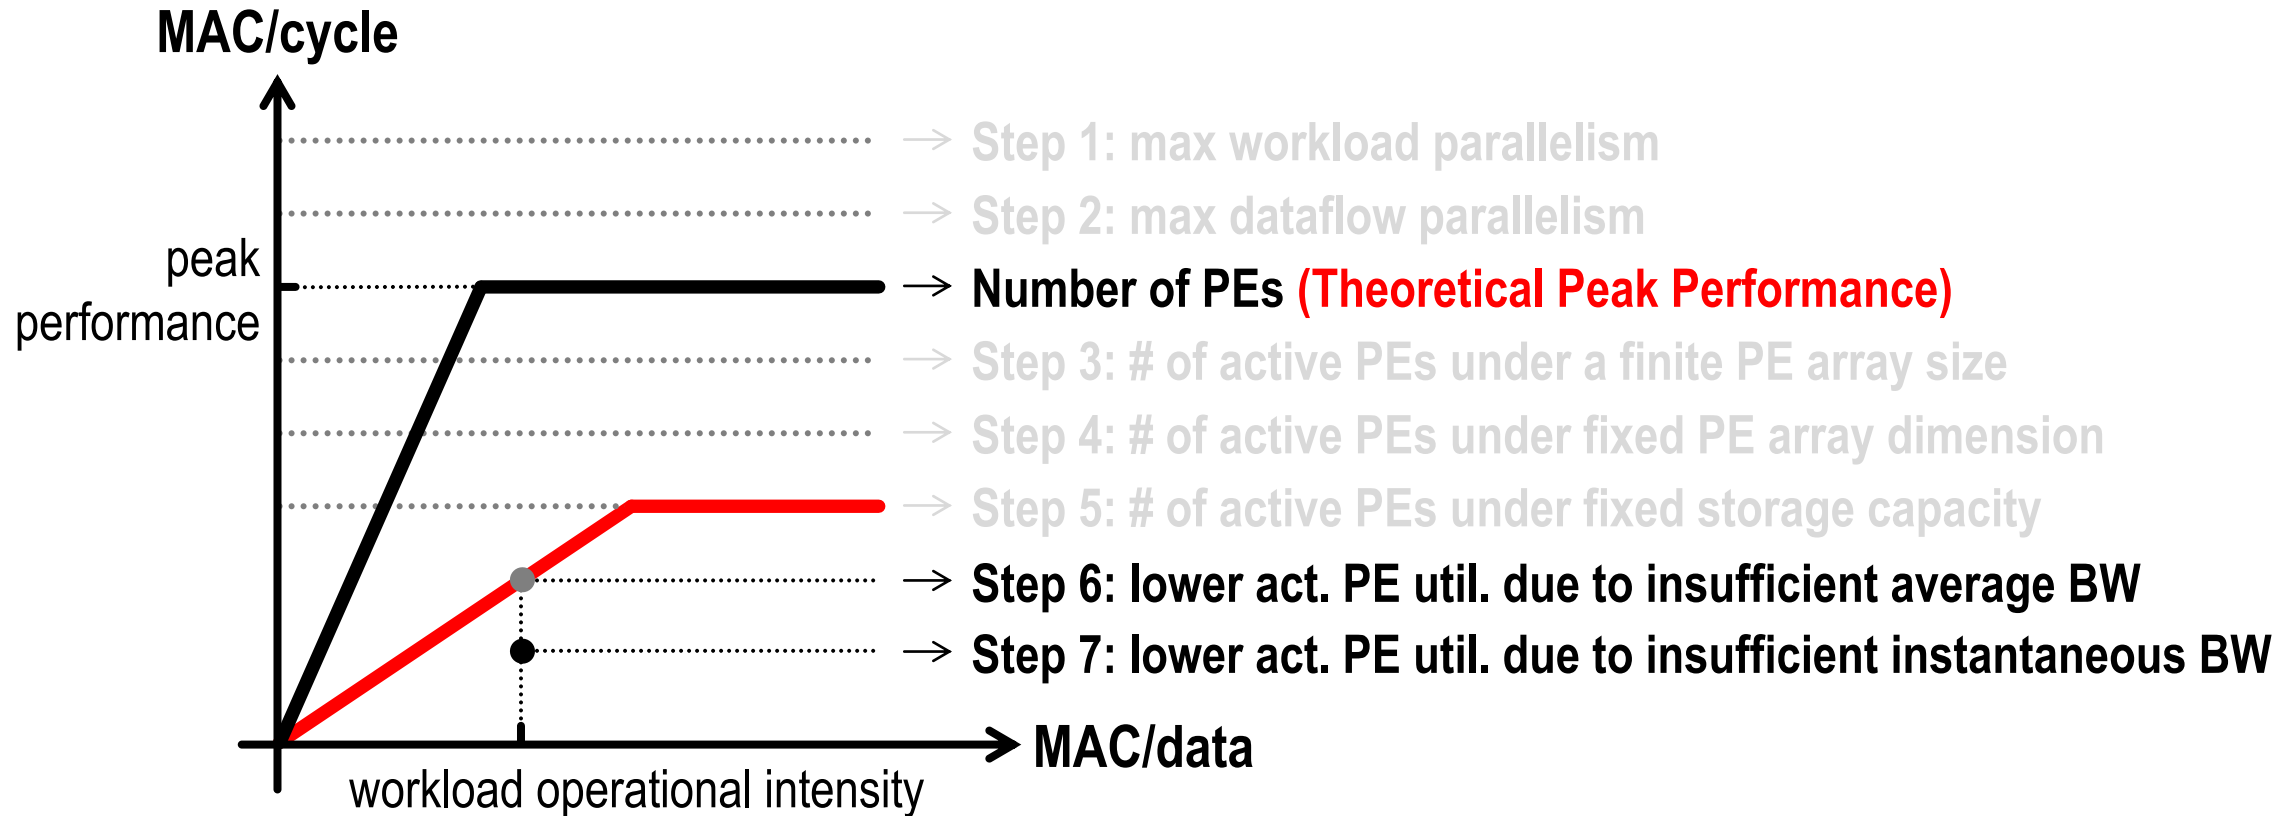 MAC/cycle
Step 1: max workload parallelism
Step 2: max dataflow parallelism
peak
performance
Number of PEs (Theoretical Peak Performance)
Step 3: # of active PEs under a finite PE array size
Step 4: # of active PEs under fixed PE array dimension
Step 5: # of active PEs under fixed storage capacity
Step 6: lower act. PE util. due to insufficient average BW
Step 7: lower act. PE util. due to insufficient instantaneous BW
MAC/data
workload operational intensity